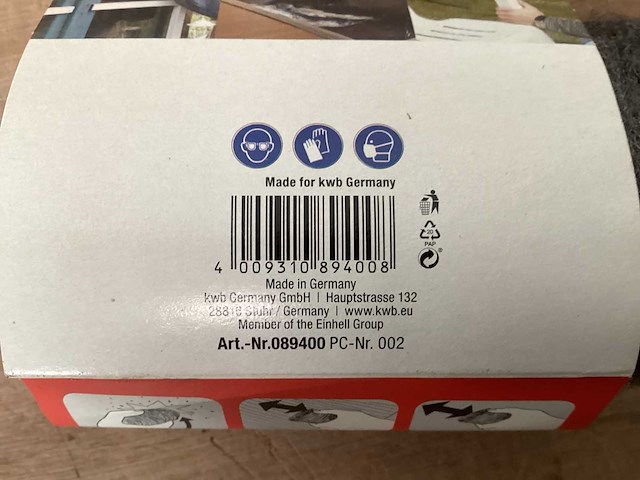 Made for kwb Germany
4 009310 894008
20
PAP
Made in Germany
kwb Germany GmbH | Hauptstrasse 132
28816 Stuhr / Germany | www.kwb.eu
Member of the Einhell Group
Art.-Nr.089400 PC-Nr. 002